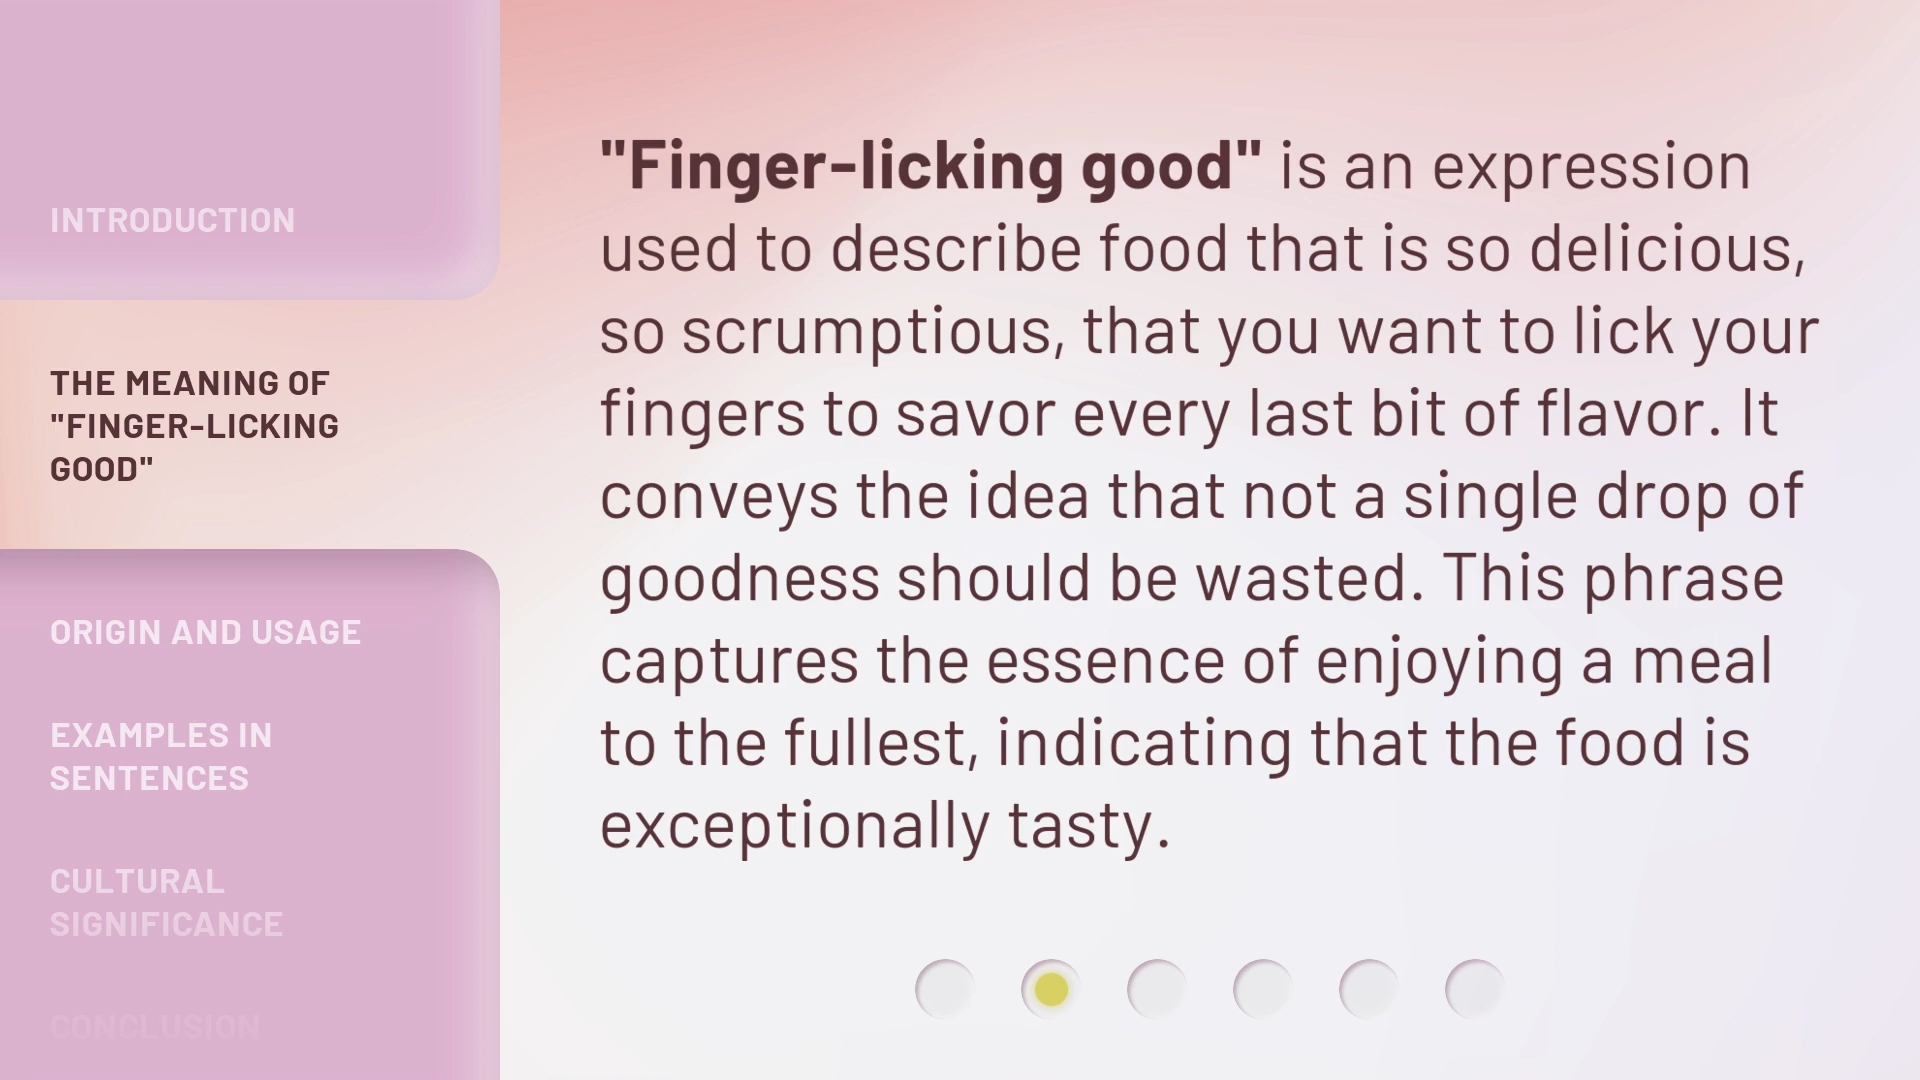 INTRODUCTION
THE MEANING OF
"FINGER-LICKING
GOOD"
ORIGIN AND USAGE
EXAMPLES IN
SENTENCES
CULTURAL
SIGNIFICANCE
CONCLUSION
"Finger-licking good" is an expression
used to describe food that is so delicious,
so scrumptious, that you want to lick your
fingers to savor every last bit of flavor. It
conveys the idea that not a single drop of
goodness should be wasted. This phrase
captures the essence of enjoying a meal
to the fullest, indicating that the food is
exceptionally tasty.